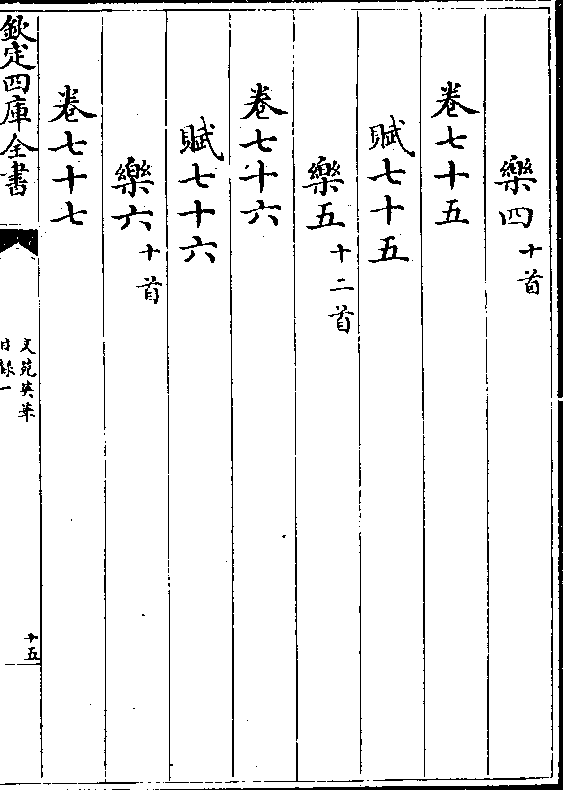 樂四十首
卷七十五
賦七十五
樂五十二首
卷七十六
賦七十六
樂六十首
卷七十七
欽定四庫全書
文苑英華
目錄一
十五